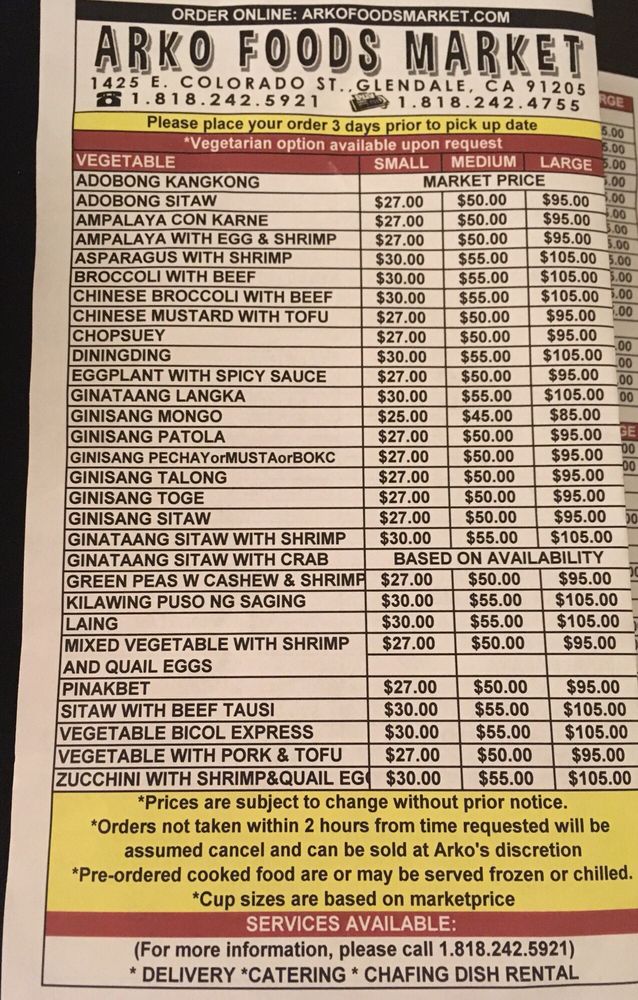 ORDER ONLINE: ARKOFOODSMARKET.COM
ARKO FOODS MARKET
1425 E. COLORADO ST., GLENDALE, CA 91205
1.818.242.5921 1.818.242.4755
Please place your order 3 days prior to pick up date
*Vegetarian option available upon request
VEGETABLE SMALL MEDIUM LARGE
ADOBONG KANGKONG MARKET PRICE
ADOBONG SITAW $27.00 $50.00 $95.00
AMPALAYA CON KARNE $27.00 $50.00 $95.00
AMPALAYA WITH EGG & SHRIMP $27.00 $50.00 $95.00
ASPARAGUS WITH SHRIMP $30.00 $55.00 $105.00
BROCCOLI WITH BEEF $30.00 $55.00 $105.00
CHINESE BROCCOLI WITH BEEF $30.00 $55.00 $105.00
CHINESE MUSTARD WITH TOFU $27.00 $50.00 $95.00
CHOPSUEY $27.00 $50.00 $95.00
DININGDING $30.00 $55.00 $105.00
EGGPLANT WITH SPICY SAUCE $27.00 $50.00 $95.00
GINATAANG LANGKA $30.00 $55.00 $105.00
GINISANG MONGO $25.00 $45.00 $85.00
GINISANG PATOLA $27.00 $50.00 $95.00
GINISANG PECHAYorMUSTAorBOKC $27.00 $50.00 $95.00
GINISANG TALONG $27.00 $50.00 $95.00
GINISANG TOGE $27.00 $50.00 $95.00
GINISANG SITAW $27.00 $50.00 $95.00
GINATAANG SITAW WITH SHRIMP $30.00 $55.00 $105.00
GINATAANG SITAW WITH CRAB BASED ON AVAILABILITY
GREEN PEAS W CASHEW & SHRIMP $27.00 $50.00 $95.00
KILAWING PUSO NG SAGING $30.00 $55.00 $105.00
LAING $30.00 $55.00 $105.00
MIXED VEGETABLE WITH SHRIMP $27.00 $50.00 $95.00
AND QUAIL EGGS
PINAKBET $27.00 $50.00 $95.00
SITAW WITH BEEF TAUSI $30.00 $55.00 $105.00
VEGETABLE BICOL EXPRESS $30.00 $55.00 $105.00
VEGETABLE WITH PORK & TOFU $27.00 $50.00 $95.00
ZUCCHINI WITH SHRIMP&QUAIL EG $30.00 $55.00 $105.00
*Prices are subject to change without prior notice.
*Orders not taken within 2 hours from time requested will be
assumed cancel and can be sold at Arko's discretion
*Pre-ordered cooked food are or may be served frozen or chilled.
*Cup sizes are based on marketprice
SERVICES AVAILABLE:
(For more information, please call 1.818.242.5921)
* DELIVERY *CATERING * CHAFING DISH RENTAL